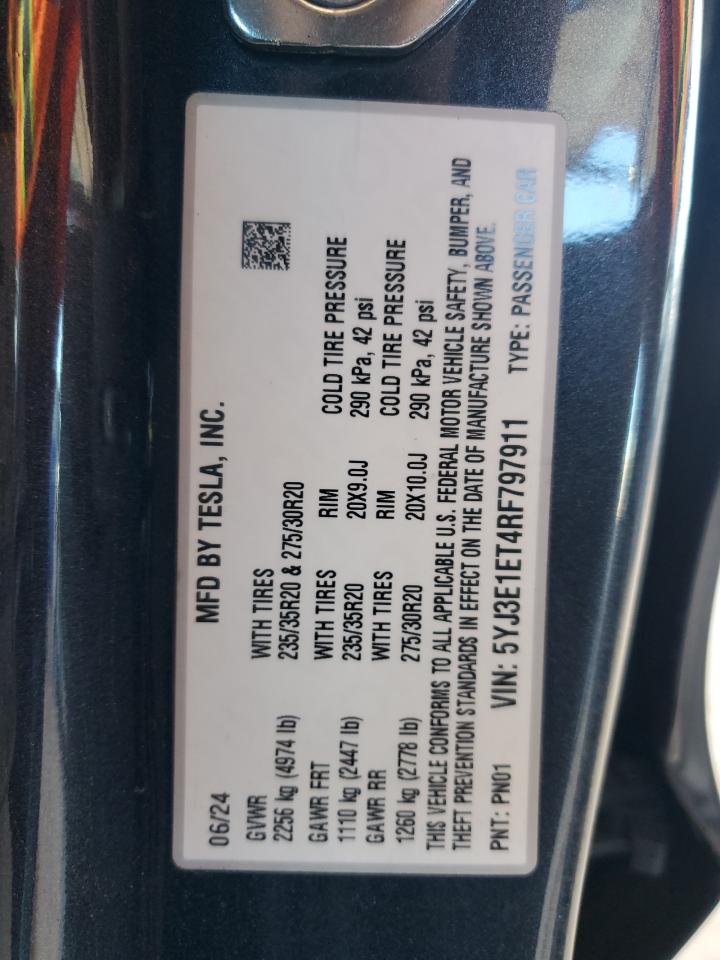 06/24 MFD BY TESLA, INC.
GVWR WITH TIRES
2256 kg (4974 lb) 235/35R20 & 275/30R20
GAWR FRT WITH TIRES RIM COLD TIRE PRESSURE
1110 kg (2447 lb) 235/35R20 20X9.0J 290 kPa, 42 psi
GAWR RR WITH TIRES RIM COLD TIRE PRESSURE
1260 kg (2778 lb) 275/30R20 20X10.0J 290 kPa, 42 psi
THIS VEHICLE CONFORMS TO ALL APPLICABLE U.S. FEDERAL MOTOR VEHICLE SAFETY, BUMPER, AND
THEFT PREVENTION STANDARDS IN EFFECT ON THE DATE OF MANUFACTURE SHOWN ABOVE.
PNT: PN01 VIN: 5YJ3E1ET4RF797911 TYPE: PASSENGER CAR